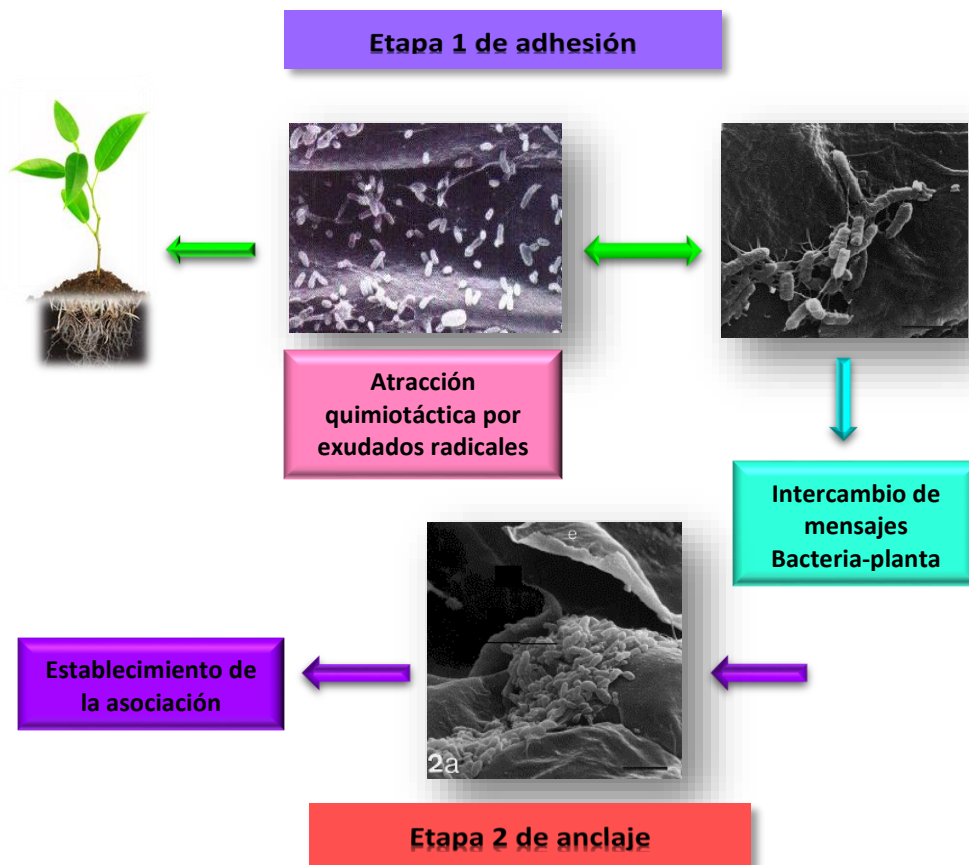 Etapa 1 de adhesión
Atracción
quimiotáctica por
exudados radicales
Intercambio de
mensajes
Bacteria-planta
e
Establecimiento de
la asociación
2a
Etapa 2 de anclaje